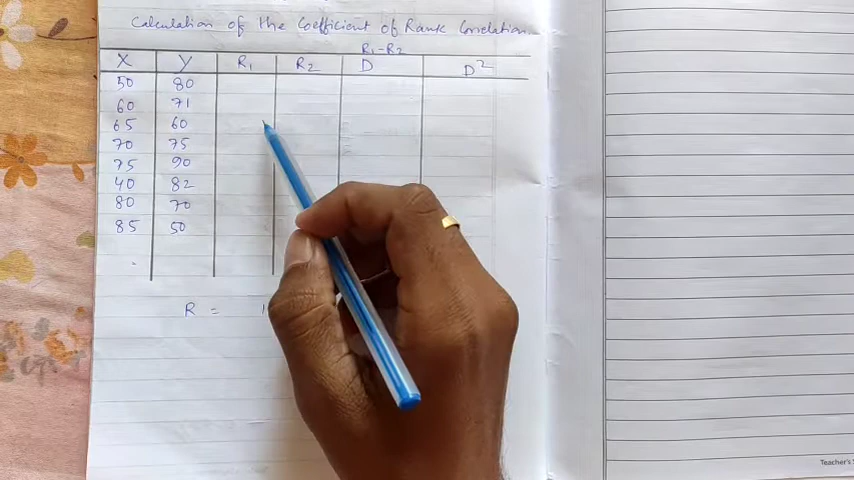 Calculation of the Coefficient of Rank Correlation
R1-R2
X Y R1 R2 D D²
50 80
60 71
65 60
70 75
75 90
40 82
80 70
85 50
R = 1
Teacher's